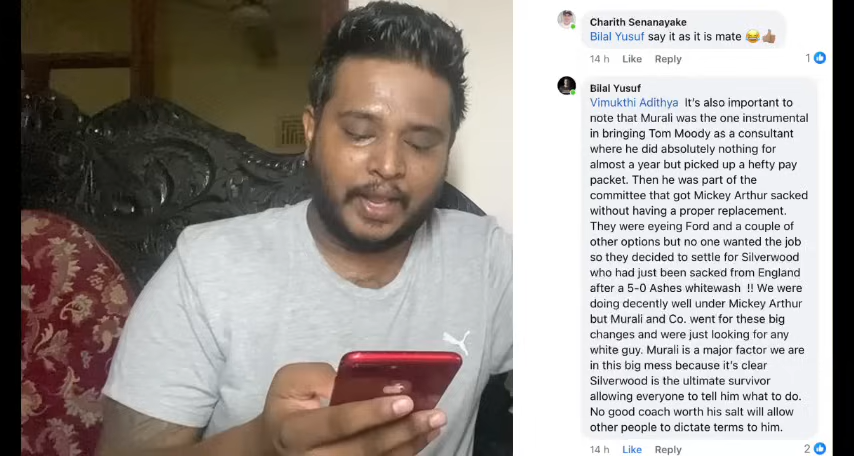 Charith Senanayake
Bilal Yusuf say it as it is mate 😂👍🏽
14 h Like Reply 1
Bilal Yusuf
Vimukthi Adithya It's also important to
note that Murali was the one instrumental
in bringing Tom Moody as a consultant
where he did absolutely nothing for
almost a year but picked up a hefty pay
packet. Then he was part of the
committee that got Mickey Arthur sacked
without having a proper replacement.
They were eyeing Ford and a couple of
other options but no one wanted the job
so they decided to settle for Silverwood
who had just been sacked from England
after a 5-0 Ashes whitewash !! We were
doing decently well under Mickey Arthur
but Murali and Co. went for these big
changes and were just looking for any
white guy. Murali is a major factor we are
in this big mess because it's clear
Silverwood is the ultimate survivor
allowing everyone to tell him what to do.
No good coach worth his salt will allow
other people to dictate terms to him.
14 h Like Reply 2